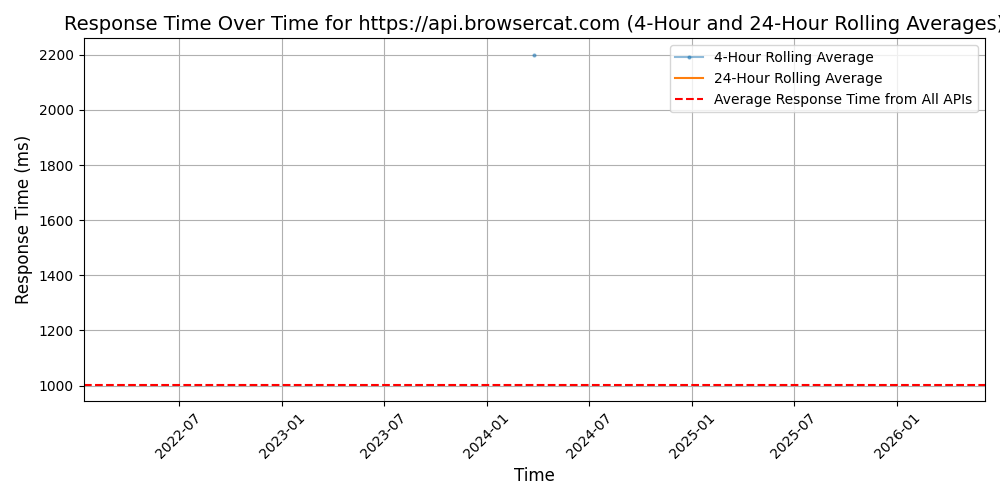 Response Time Over Time for https://api.browsercat.com (4-Hour and 24-Hour Rolling Averages)
4-Hour Rolling Average
24-Hour Rolling Average
Average Response Time from All APIs
Response Time (ms)
2200
2000
1800
1600
1400
1200
1000
2022-07
2023-01
2023-07
2024-01
2024-07
2025-01
2025-07
2026-01
Time